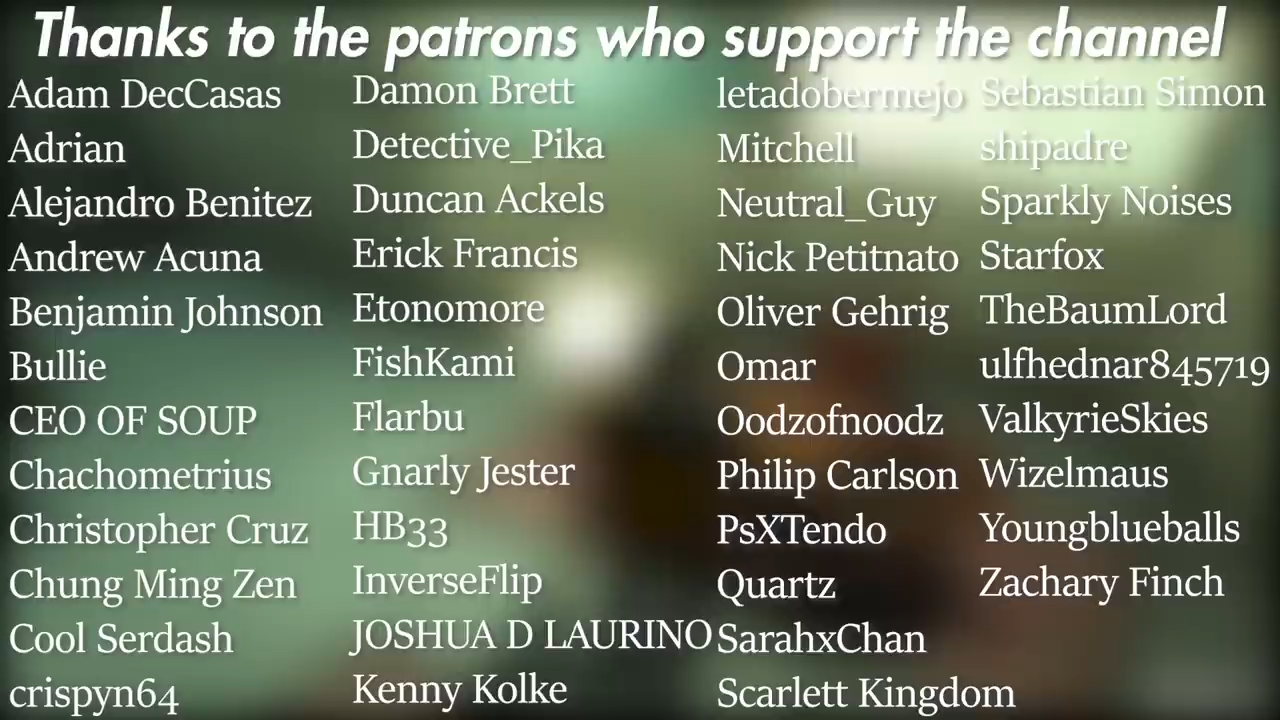 Thanks to the patrons who support the channel
Adam DecCasas
Adrian
Alejandro Benitez
Andrew Acuna
Benjamin Johnson
Bullie
CEO OF SOUP
Chachometrius
Christopher Cruz
Chung Ming Zen
Cool Serdash
crispyn64
Damon Brett
Detective_Pika
Duncan Ackels
Erick Francis
Etonomore
FishKami
Flarbu
Gnarly Jester
HB33
InverseFlip
JOSHUA D LAURINO
Kenny Kolke
letadobermejo
Mitchell
Neutral_Guy
Nick Petitnato
Oliver Gehrig
Omar
Oodzofnoodz
Philip Carlson
PsXTendo
Quartz
SarahxChan
Scarlett Kingdom
Sebastian Simon
shipadre
Sparkly Noises
Starfox
TheBaumLord
ulfhednar845719
ValkyrieSkies
Wizelmaus
Youngblueballs
Zachary Finch